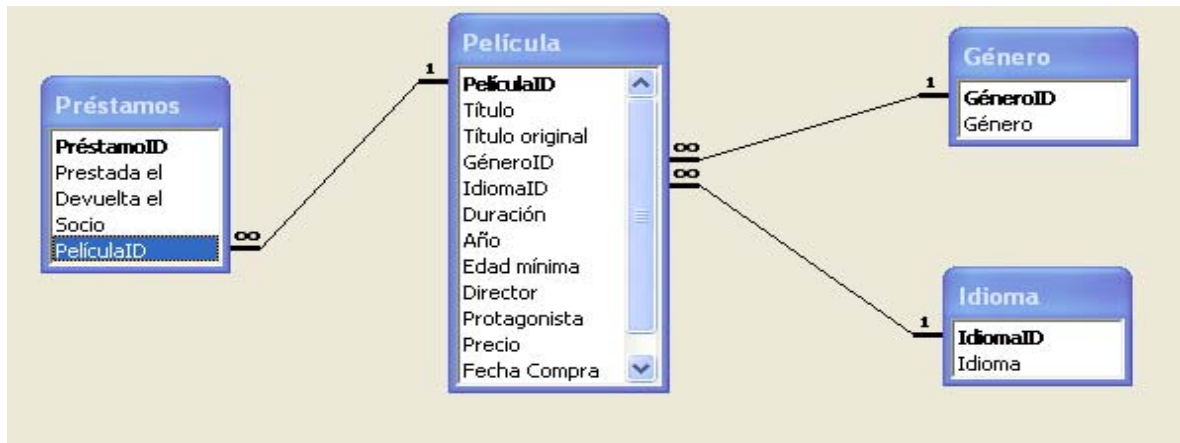 Préstamos
PréstamoID
Prestada el
Devuelta el
Socio
PelículaID
1
∞
Película
PelículaID
Título
Título original
GéneroID
IdiomaID
Duración
Año
Edad mínima
Director
Protagonista
Precio
Fecha Compra
∞
∞
1
Género
GéneroID
Género
1
Idioma
IdiomaID
Idioma